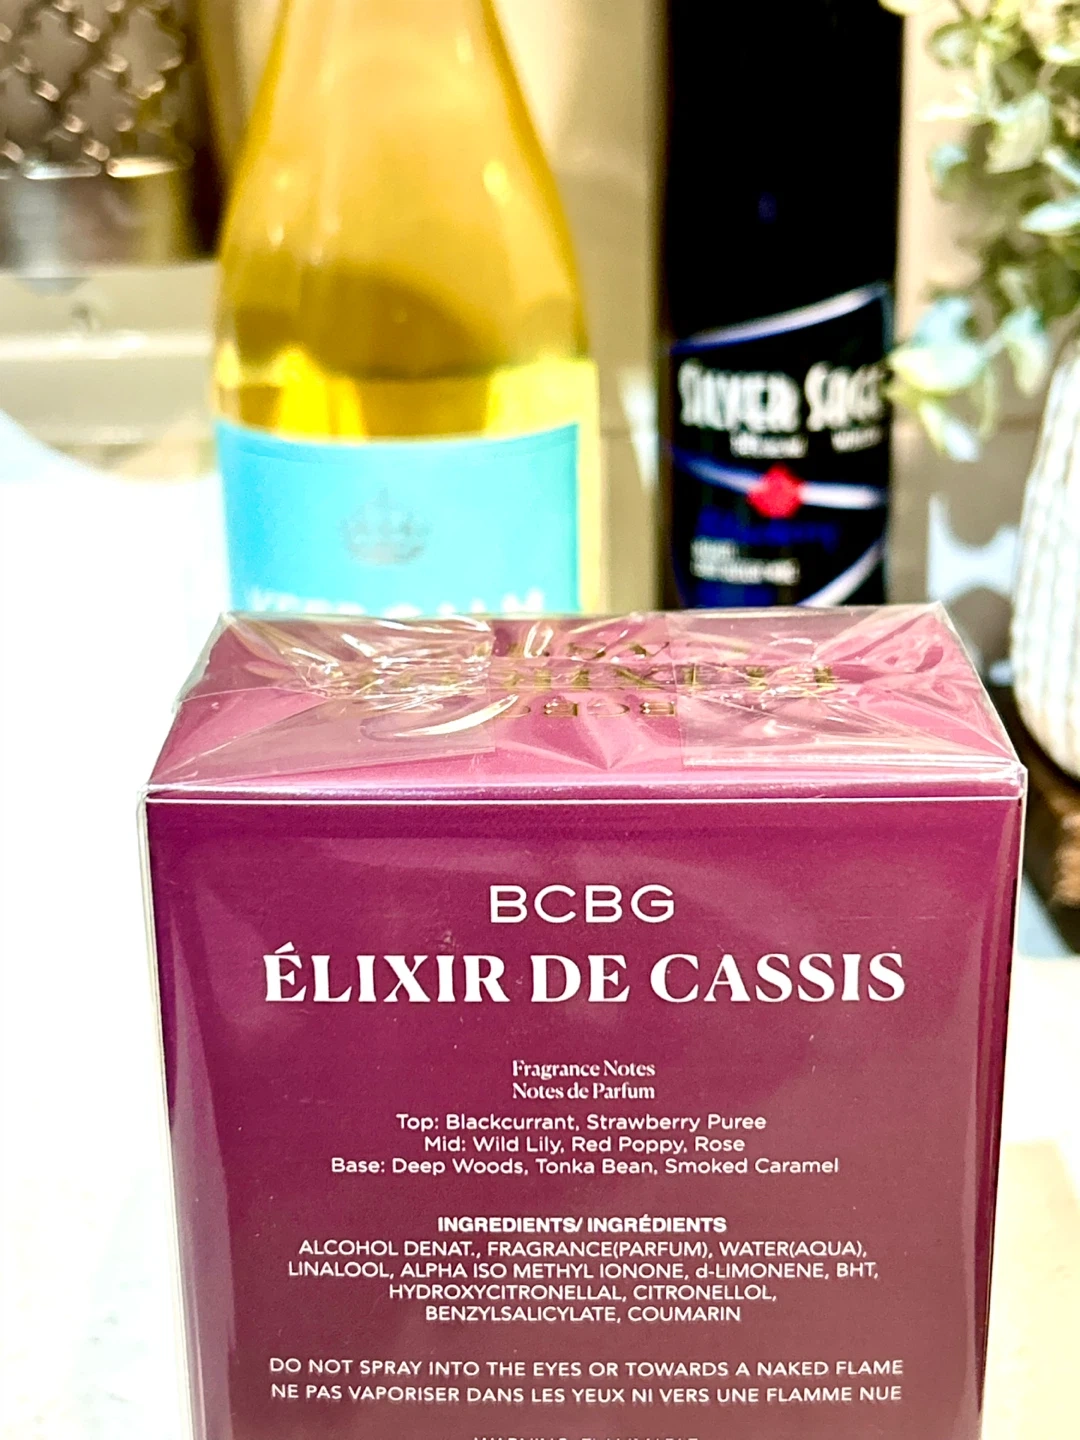 SILVER SAGE
BCBG
ÉLIXIR DE CASSIS
Fragrance Notes
Notes de Parfum
Top: Blackcurrant, Strawberry Puree
Mid: Wild Lily, Red Poppy, Rose
Base: Deep Woods, Tonka Bean, Smoked Caramel
INGREDIENTS/ INGRÉDIENTS
ALCOHOL DENAT., FRAGRANCE(PARFUM), WATER(AQUA),
LINALOOL, ALPHA ISO METHYL IONONE, d-LIMONENE, BHT,
HYDROXYCITRONELLAL, CITRONELLOL,
BENZYLSALICYLATE, COUMARIN
DO NOT SPRAY INTO THE EYES OR TOWARDS A NAKED FLAME
NE PAS VAPORISER DANS LES YEUX NI VERS UNE FLAMME NUE